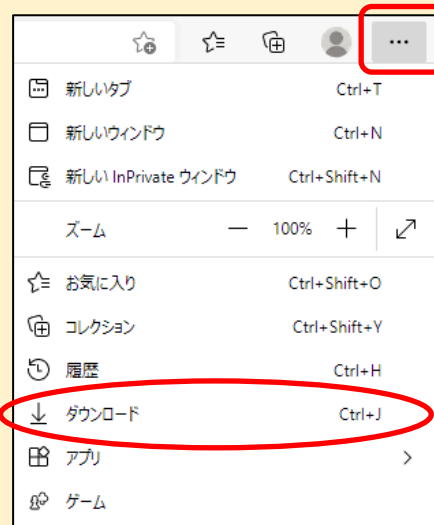 新しいタブ Ctrl+T
新しいウィンドウ Ctrl+N
新しい InPrivate ウィンドウ Ctrl+Shift+N
ズーム — 100% +
お気に入り Ctrl+Shift+O
コレクション Ctrl+Shift+Y
履歴 Ctrl+H
ダウンロード Ctrl+J
アプリ
ゲーム